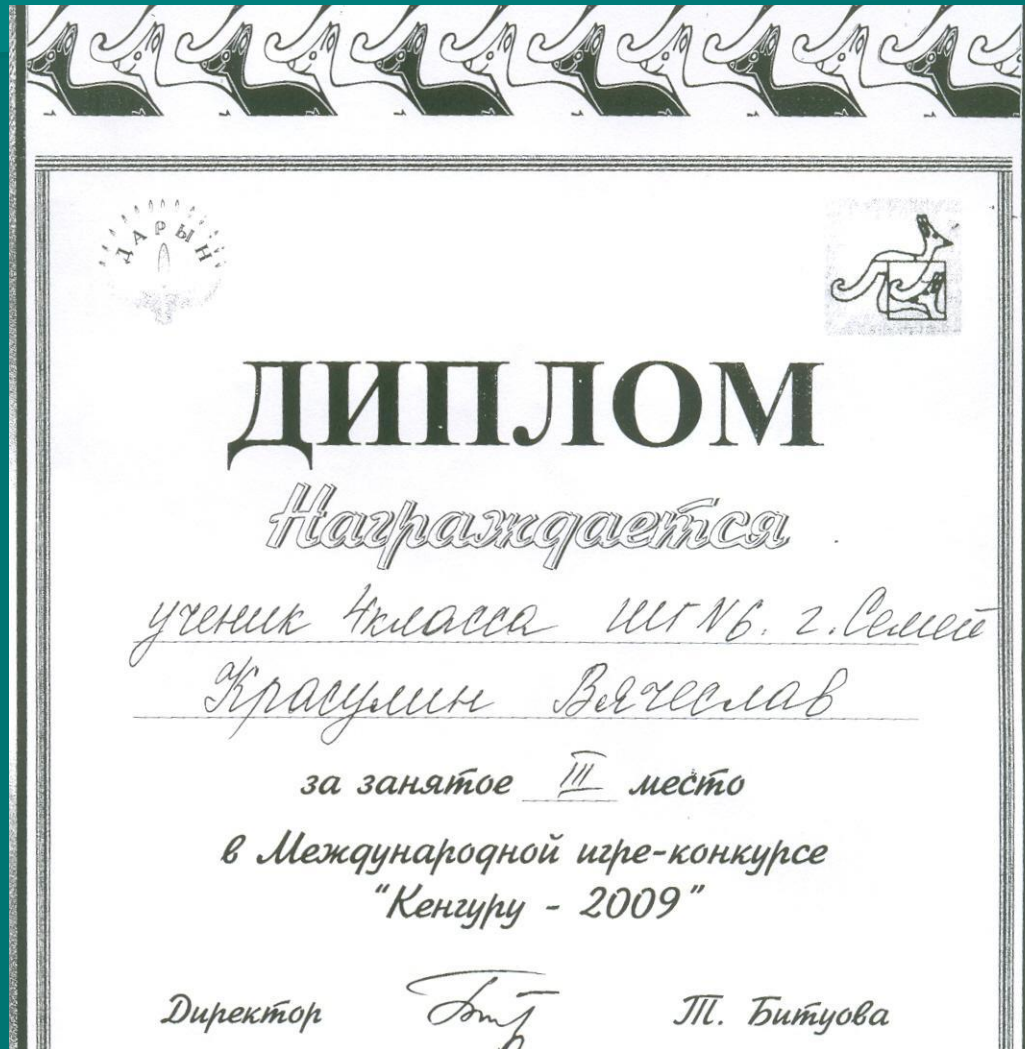 ДАРЫН
ДИПЛОМ
Награждается
ученик 4 класса ШГ №6. г. Семей
Красулин Вячеслав
за занятое III место
в Международной игре-конкурсе
"Кенгуру - 2009"
Директор Т. Битуова